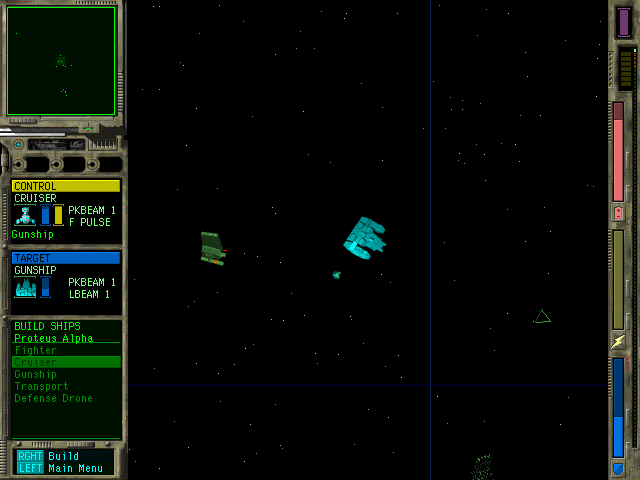 CONTROL
CRUISER
PKBEAM 1
F PULSE
Gunship
TARGET
GUNSHIP
PKBEAM 1
LBEAM 1
BUILD SHIPS
Proteus Alpha
Fighter
Cruiser
Gunship
Transport
Defense Drone
RGHT Build
LEFT Main Menu